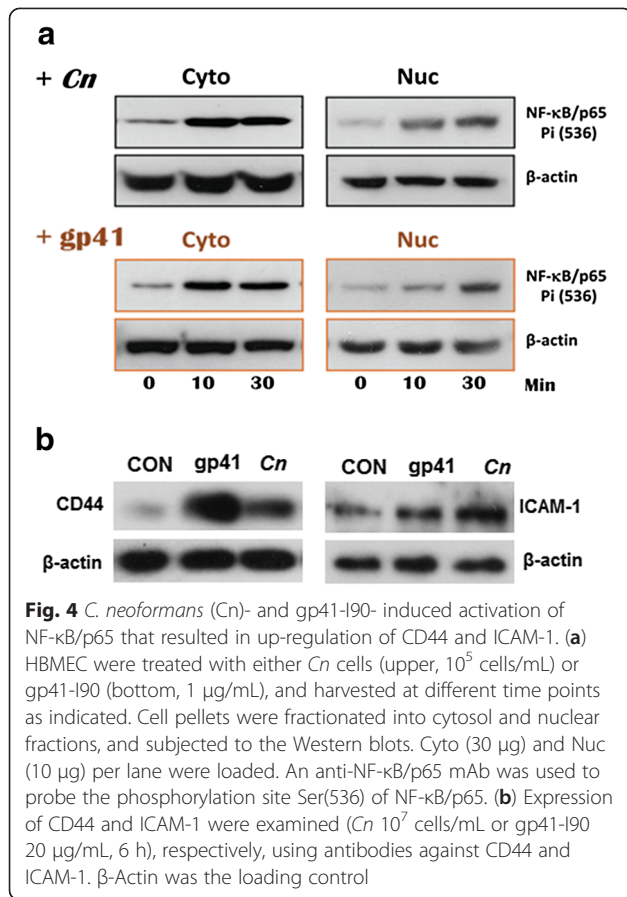 a
+ Cn
Cyto
Nuc
NF-κB/p65
Pi (536)
β-actin
+ gp41
Cyto
Nuc
NF-κB/p65
Pi (536)
β-actin
0 10 30
0 10 30 Min
b
CON gp41 Cn
CON gp41 Cn
CD44
ICAM-1
β-actin
β-actin
Fig. 4 C. neoformans (Cn)- and gp41-I90- induced activation of
NF-κB/p65 that resulted in up-regulation of CD44 and ICAM-1. (a)
HBMEC were treated with either Cn cells (upper, 10⁵ cells/mL) or
gp41-I90 (bottom, 1 μg/mL), and harvested at different time points
as indicated. Cell pellets were fractionated into cytosol and nuclear
fractions, and subjected to the Western blots. Cyto (30 μg) and Nuc
(10 μg) per lane were loaded. An anti-NF-κB/p65 mAb was used to
probe the phosphorylation site Ser(536) of NF-κB/p65. (b) Expression
of CD44 and ICAM-1 were examined (Cn 10⁷ cells/mL or gp41-I90
20 μg/mL, 6 h), respectively, using antibodies against CD44 and
ICAM-1. β-Actin was the loading control